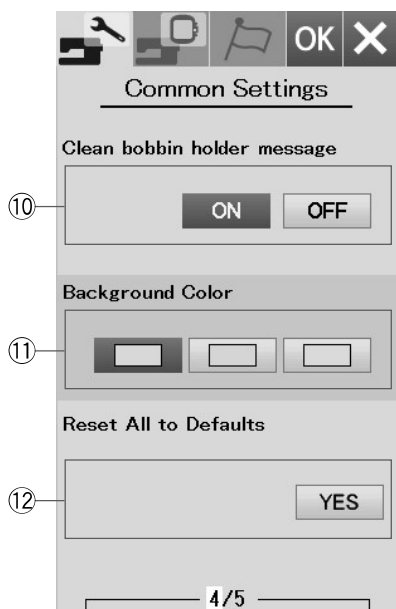 OK X
Common Settings
Clean bobbin holder message
⑩ ON OFF
Background Color
⑪
Reset All to Defaults
⑫ YES
4/5